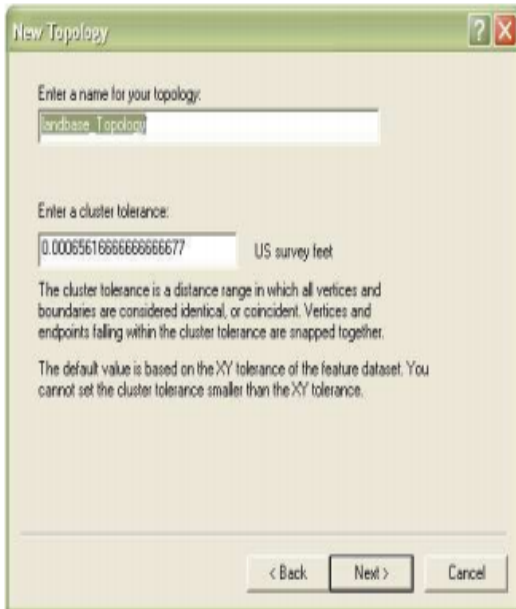 New Topology
Enter a name for your topology:
landbase_Topology
Enter a cluster tolerance:
0.00065616666666666677 US survey feet
The cluster tolerance is a distance range in which all vertices and
boundaries are considered identical, or coincident. Vertices and
endpoints falling within the cluster tolerance are snapped together.
The default value is based on the XY tolerance of the feature dataset. You
cannot set the cluster tolerance smaller than the XY tolerance.
< Back Next > Cancel